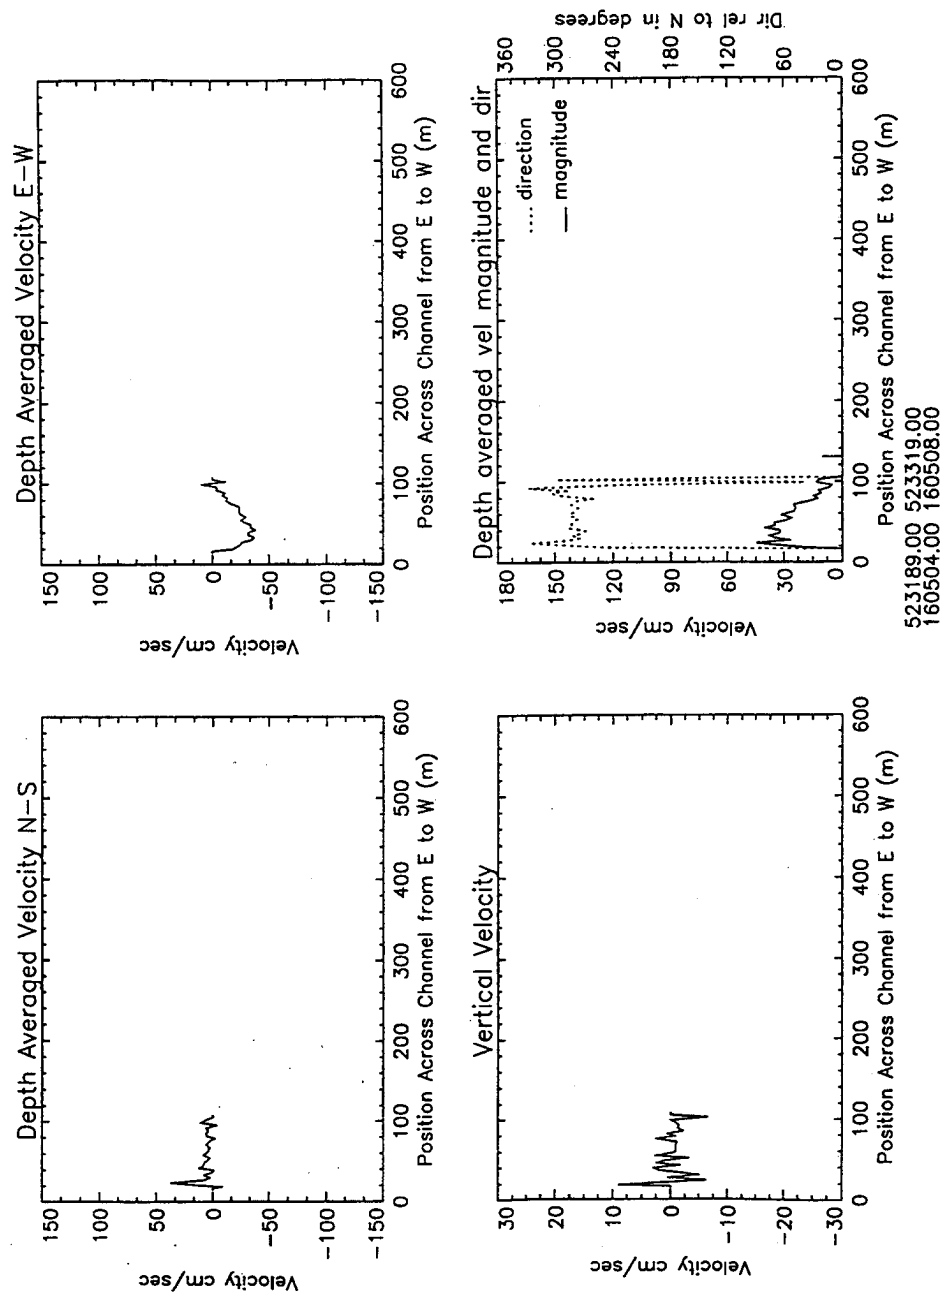 Depth Averaged Velocity N-S
150
100
50
0
-50
-100
-150
Velocity cm/sec
0 100 200 300 400 500 600
Position Across Channel from E to W (m)
Depth Averaged Velocity E-W
150
100
50
0
-50
-100
-150
Velocity cm/sec
0 100 200 300 400 500 600
Position Across Channel from E to W (m)
Vertical Velocity
30
20
10
0
-10
-20
-30
Velocity cm/sec
0 100 200 300 400 500 600
Position Across Channel from E to W (m)
Depth averaged vel magnitude and dir
180
150
120
90
60
30
0
Velocity cm/sec
direction
magnitude
360
300
240
180
120
60
0
Dir rel to N in degrees
0 100 200 300 400 500 600
Position Across Channel from E to W (m)
523189.00 523319.00
160504.00 160508.00